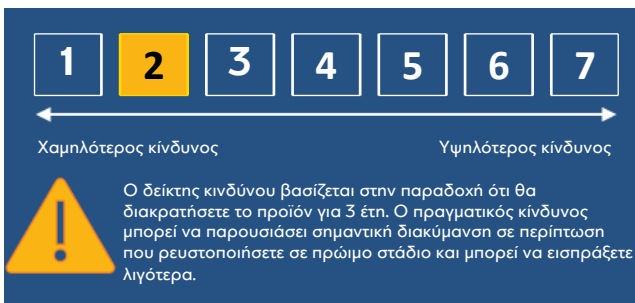 1 2 3 4 5 6 7
Χαμηλότερος κίνδυνος Υψηλότερος κίνδυνος
Ο δείκτης κινδύνου βασίζεται στην παραδοχή ότι θα
διακρατήσετε το προϊόν για 3 έτη. Ο πραγματικός κίνδυνος
μπορεί να παρουσιάσει σημαντική διακύμανση σε περίπτωση
που ρευστοποιήσετε σε πρώιμο στάδιο και μπορεί να εισπράξετε
λιγότερα.